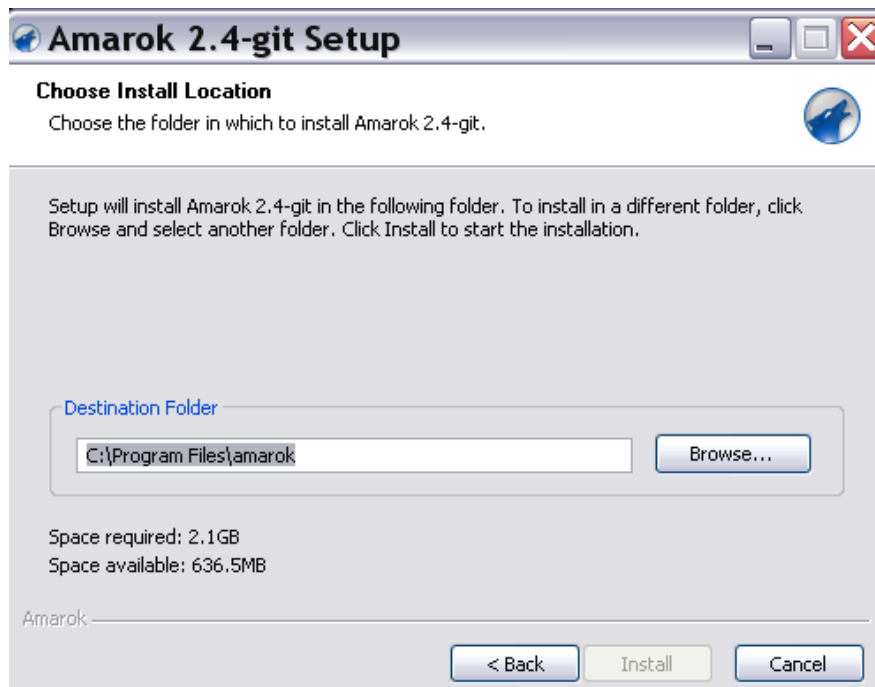 Amarok 2.4-git Setup
Choose Install Location
Choose the folder in which to install Amarok 2.4-git.
Setup will install Amarok 2.4-git in the following folder. To install in a different folder, click
Browse and select another folder. Click Install to start the installation.
Destination Folder
C:\Program Files\amarok
Browse...
Space required: 2.1GB
Space available: 636.5MB
Amarok
< Back
Install
Cancel